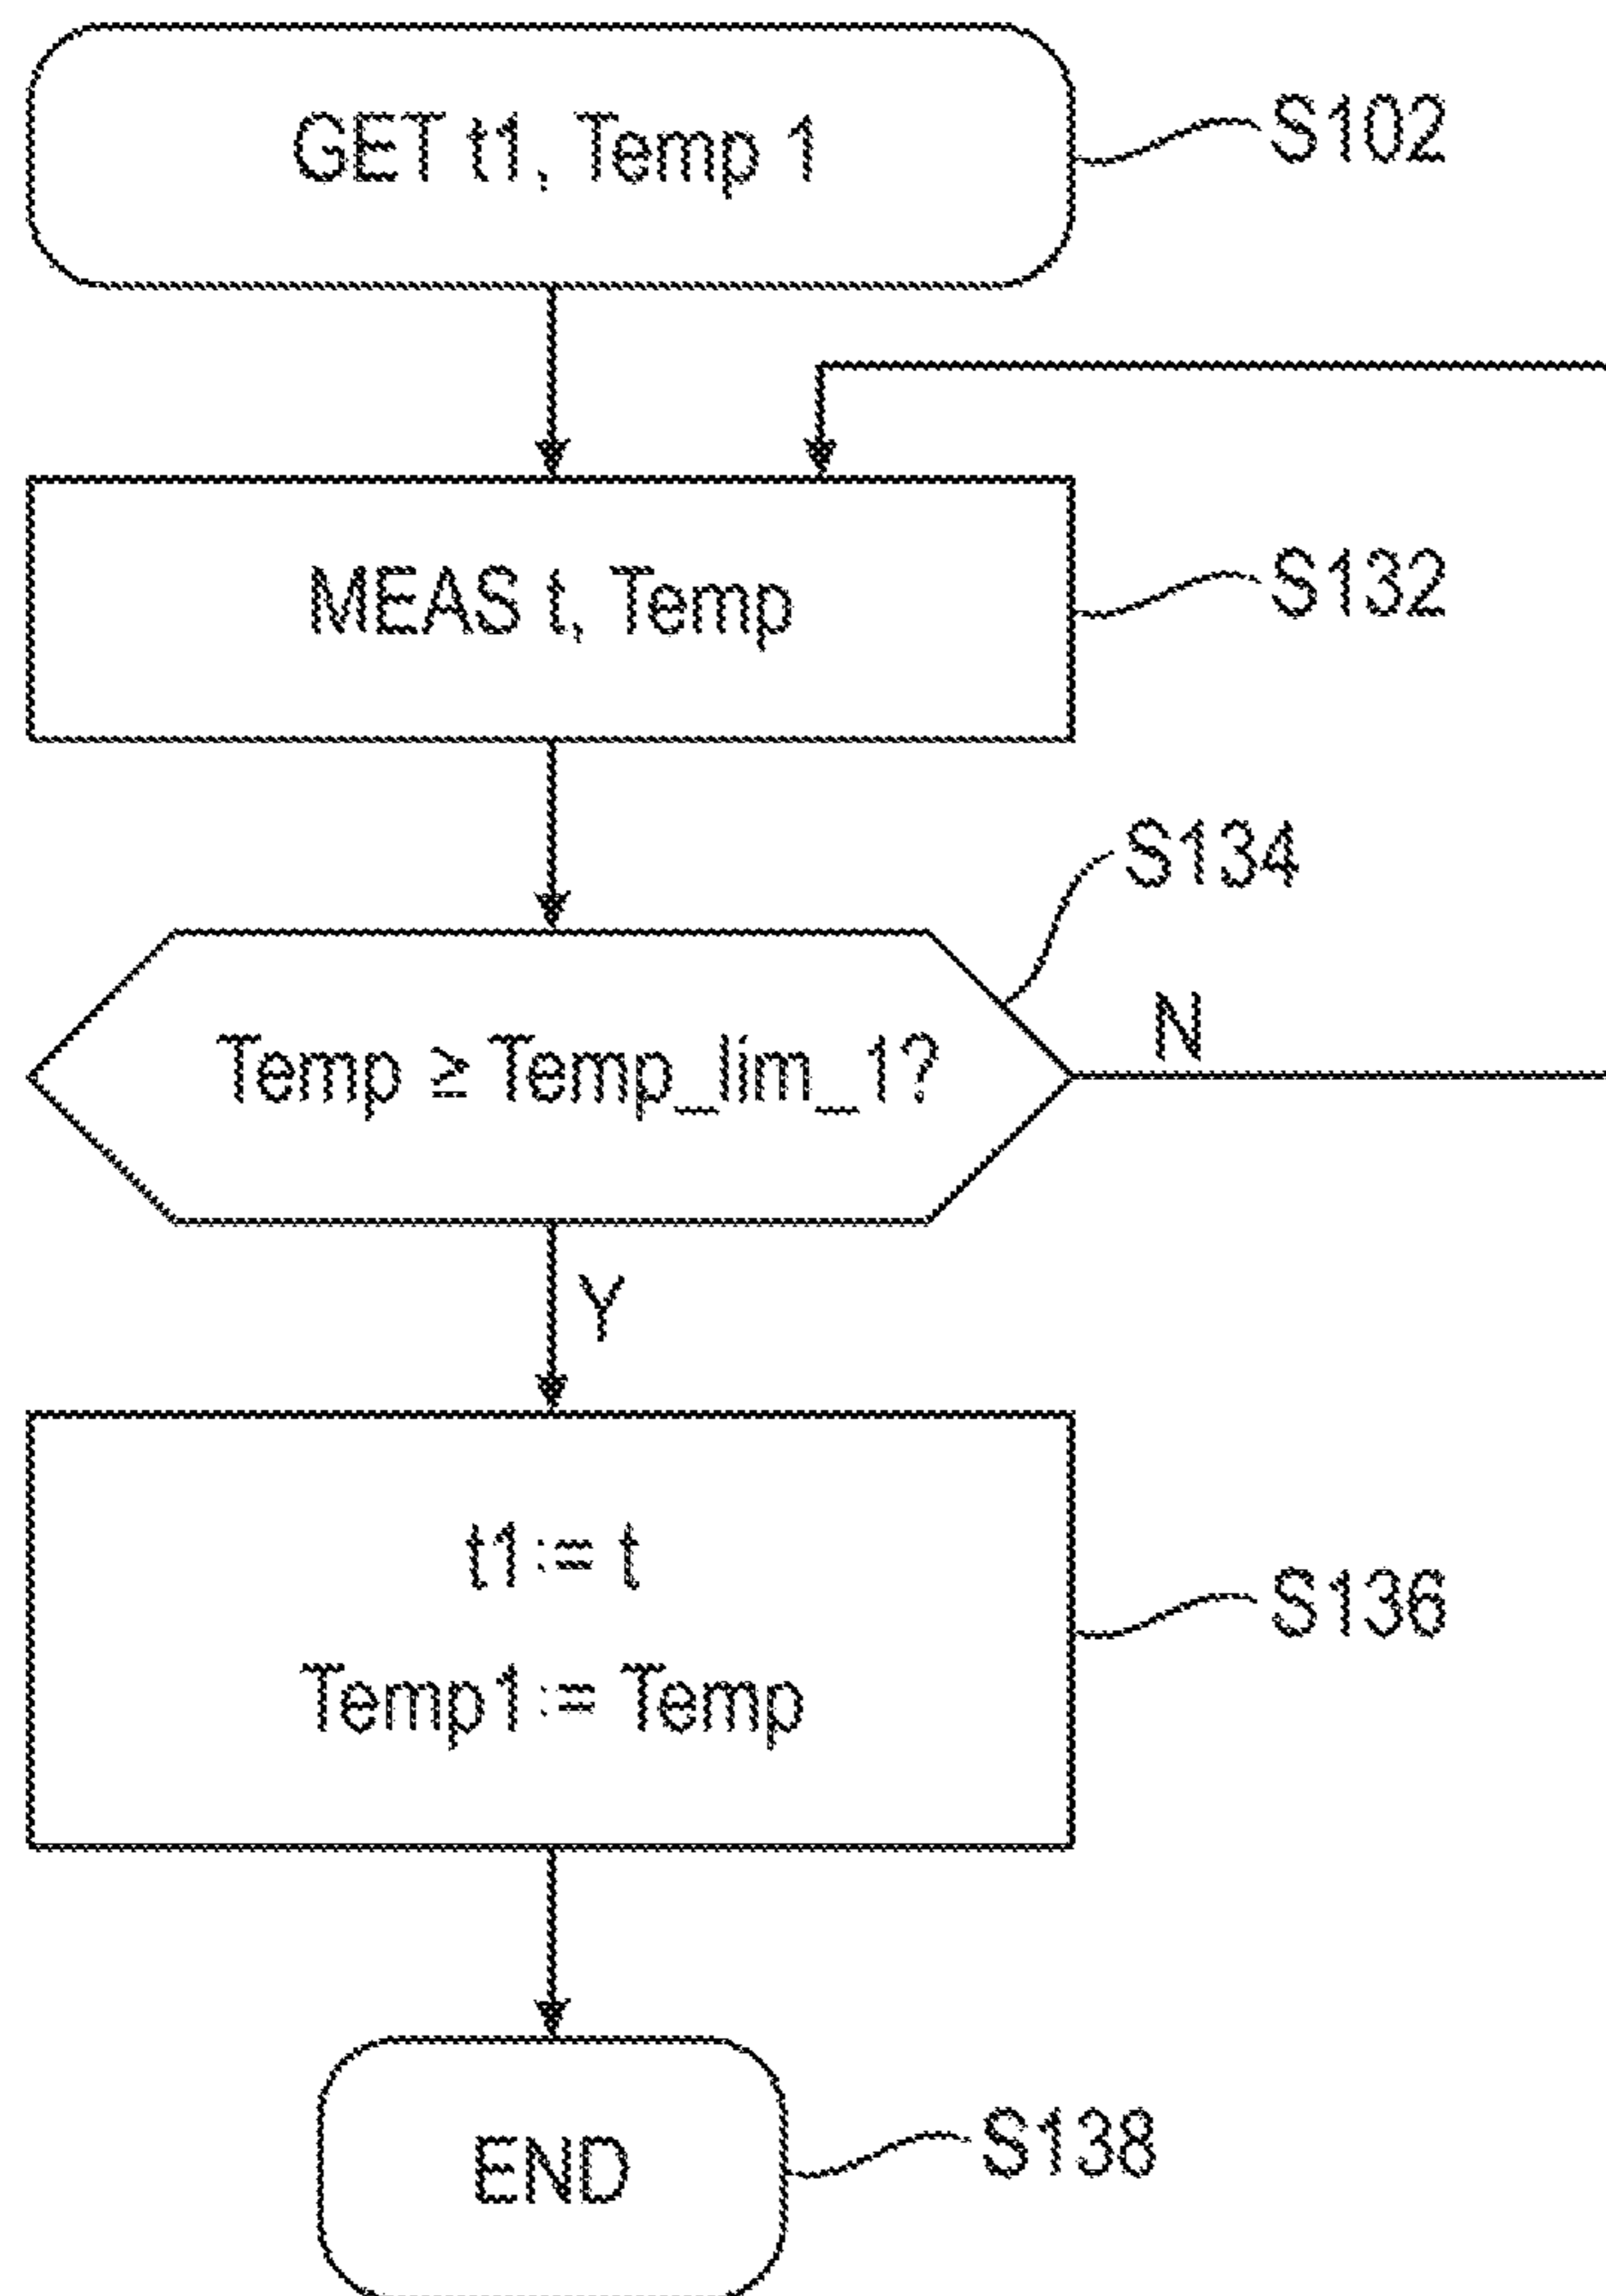 GET t1, Temp 1
S102
MEAS t, Temp
S132
S134
Temp ≥ Temp_lim_1?
N
Y
t1:= t
Temp1:= Temp
S136
END
S138